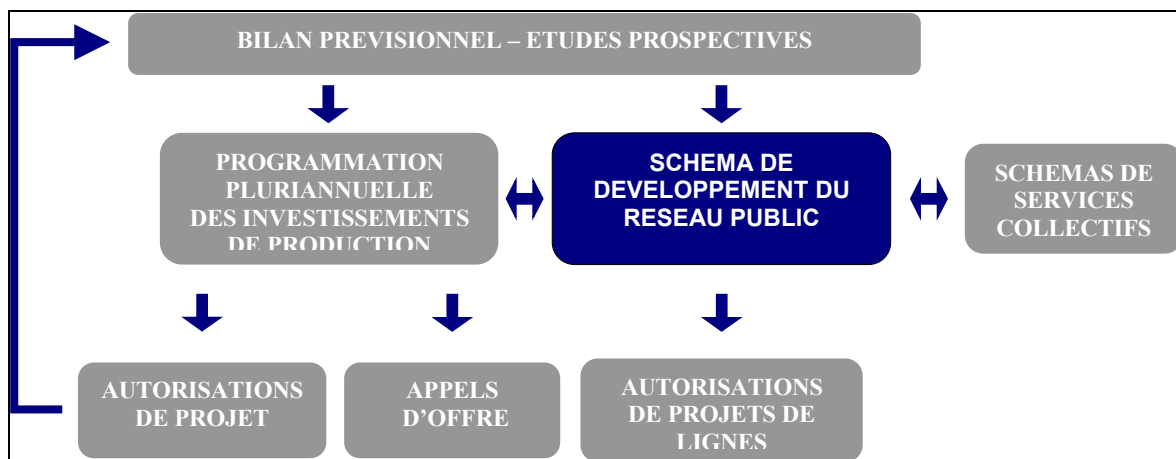 BILAN PREVISIONNEL – ETUDES PROSPECTIVES
PROGRAMMATION
PLURIANNUELLE
DES INVESTISSEMENTS
DE PRODUCTION
SCHEMA DE
DEVELOPPEMENT DU
RESEAU PUBLIC
SCHEMAS DE
SERVICES
COLLECTIFS
AUTORISATIONS
DE PROJET
APPELS
D’OFFRE
AUTORISATIONS
DE PROJETS DE
LIGNES